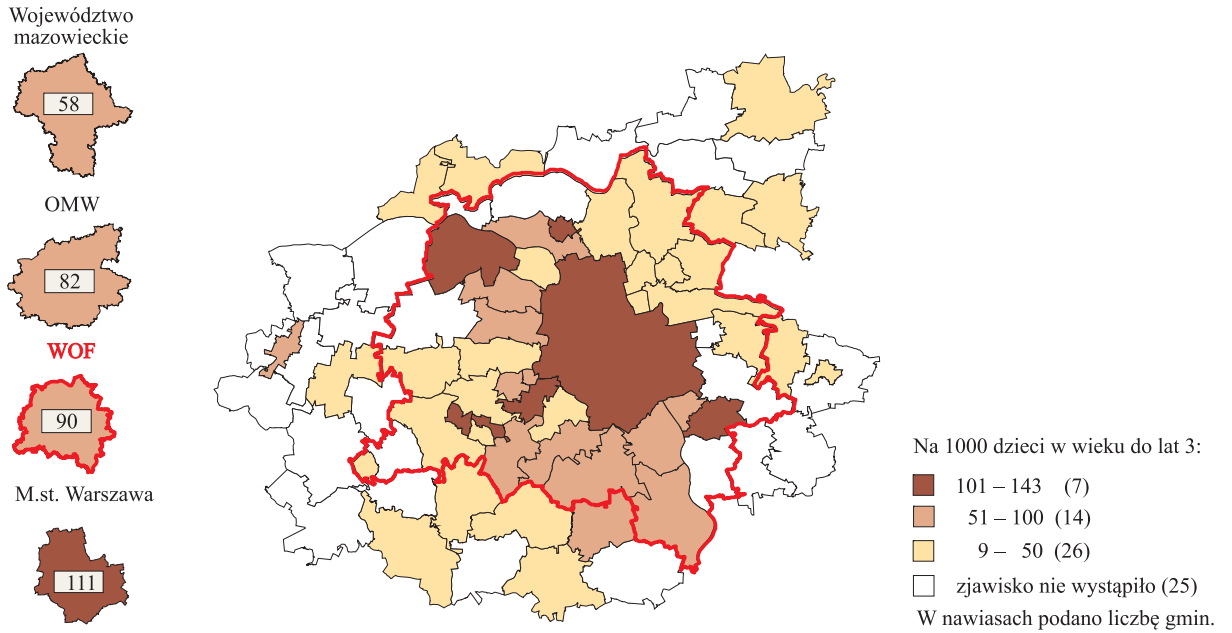 Województwo
mazowieckie
58
OMW
82
WOF
90
M.st. Warszawa
111
Na 1000 dzieci w wieku do lat 3:
101 – 143 (7)
51 – 100 (14)
9 – 50 (26)
zjawisko nie wystąpiło (25)
W nawiasach podano liczbę gmin.